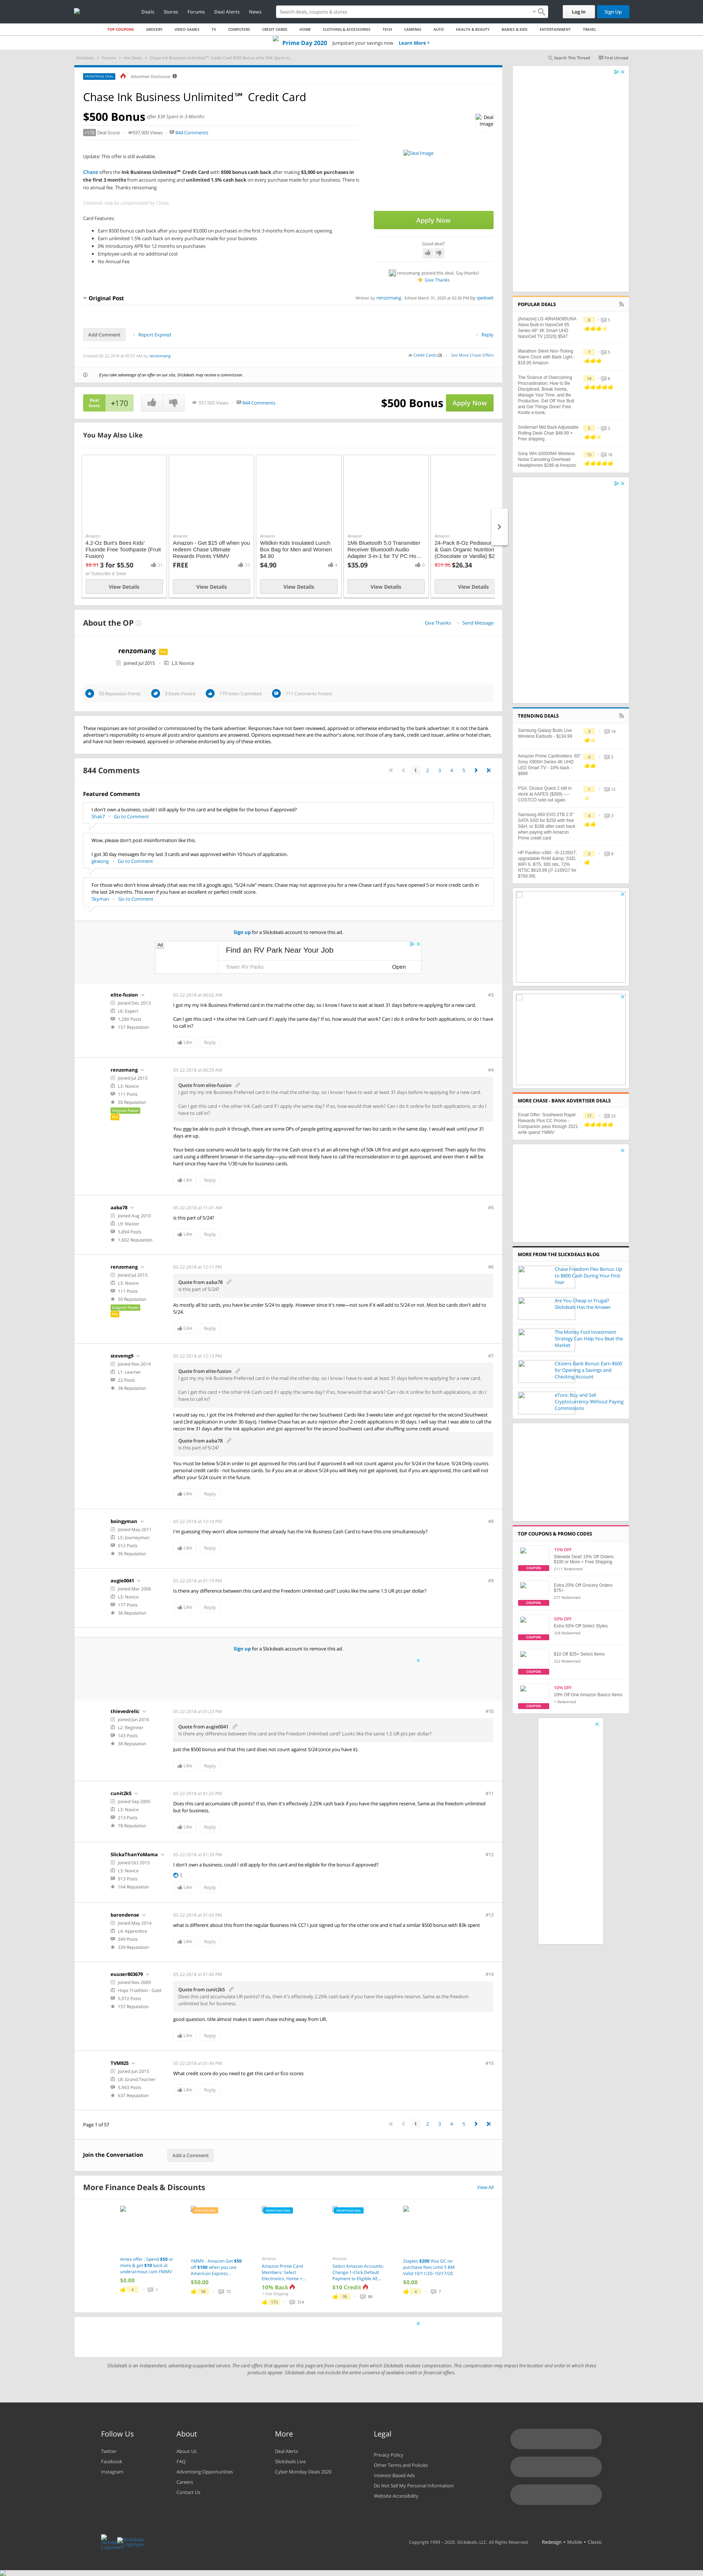 Deals Stores Forums Deal Alerts News
Search deals, coupons & stores
Log In Sign Up
TOP COUPONS GROCERY VIDEO GAMES TV COMPUTERS CREDIT CARDS HOME CLOTHING & ACCESSORIES TECH CAMERAS AUTO HEALTH & BEAUTY BABIES & KIDS ENTERTAINMENT TRAVEL
Prime Day 2020 Jumpstart your savings now Learn More ›
Search This Thread Find Unread
FRONTPAGE DEAL Advertiser Disclosure
Chase Ink Business Unlimited℠ Credit Card
$500 Bonus after $3K Spent in 3 Months
+170 Deal Score 937,900 Views 844 Comments
Deal Image
Update: This offer is still available.
Chase offers the Ink Business Unlimited℠ Credit Card with $500 bonus cash back after making $3,000 on purchases in
the first 3 months from account opening and unlimited 1.5% cash back on every purchase made for your business. There is
no annual fee. Thanks renzomang
Slickdeals may be compensated by Chase.
Card Features:
Earn $500 bonus cash back after you spend $3,000 on purchases in the first 3 months from account opening
Earn unlimited 1.5% cash back on every purchase made for your business
0% introductory APR for 12 months on purchases
Employee cards at no additional cost
No Annual Fee
Deal Image
Apply Now
Good deal?
renzomang posted this deal. Say thanks!
Give Thanks
Original Post
Written by renzomang Edited March 31, 2020 at 02:36 PM by qwikwit
Add Comment Report Expired Reply
in Credit Cards (3) See More Chase Offers
If you take advantage of an offer on our site, Slickdeals may receive a commission.
Deal Score +170 937,900 Views 844 Comments $500 Bonus Apply Now
You May Also Like
Amazon
4.2-Oz Burt's Bees Kids'
Fluoride Free Toothpaste (Fruit
Fusion)
3 for $5.50 21
w/ Subscribe & Save
View Details
Amazon
Amazon - Get $15 off when you
redeem Chase Ultimate
Rewards Points YMMV
FREE 17
View Details
Amazon
Wildkin Kids Insulated Lunch
Box Bag for Men and Women
$4.90
$4.90
View Details
Amazon
1Mii Bluetooth 5.0 Transmitter
Receiver Bluetooth Audio
Adapter 3-in-1 for TV PC Ho...
$35.09 0
View Details
Amazon
24-Pack 8-Oz Pediasure
& Gain Organic Nutrition
(Chocolate or Vanilla) $2
$51.96 $26.34
View Details
About the OP
Give Thanks Send Message
renzomang
Joined Jul 2015 L3: Novice
50 Reputation Points 2 Deals Posted 179 Votes Submitted 111 Comments Posted
These responses are not provided or commissioned by the bank advertiser. Responses have not been reviewed, approved or otherwise endorsed by the bank advertiser. It is not the bank advertiser's
responsibility to ensure all posts and/or questions are answered. Opinions expressed here are author's alone, not those of any bank, credit card issuer, airlines or hotel chain,
and have not been reviewed, approved or otherwise endorsed by any of these entities.
844 Comments
1 2 3 4 5
Featured Comments
I don't own a business, could I still apply for this card and be eligible for the bonus if approved?
Shak7 Go to Comment
Wow, please don't post misinformation like this.
I got 30 day messages for my last 3 cards and was approved within 10 hours of application.
gkwong Go to Comment
For those who don't know already (that was me till a google ago), "5/24 rule" means: Chase may not approve you for a new Chase card if you have opened 5 or more credit cards in
the last 24 months. This even if you have an excellent or perfect credit score.
Skyman Go to Comment
Sign up for a Slickdeals account to remove this ad.
Ad
Find an RV Park Near Your Job
Tower RV Parks
Open
elite-fusion
Joined Dec 2013
L6: Expert
1,280 Posts
157 Reputation
05-22-2018 at 06:02 AM #3
I got my my Ink Business Preferred card in the mail the other day, so I know I have to wait at least 31 days before re-applying for a new card.
Can I get this card + the other Ink Cash card if I apply the same day? If so, how would that work? Can I do it online for both applications, or do I have to call in?
Like Reply
renzomang
Joined Jul 2015
L3: Novice
111 Posts
50 Reputation
Original Poster
Pro
05-22-2018 at 06:29 AM #4
Quote from elite-fusion
I got my my Ink Business Preferred card in the mail the other day, so I know I have to wait at least 31 days before re-applying for a new card.
Can I get this card + the other Ink Cash card if I apply the same day? If so, how would that work? Can I do it online for both applications, or do I have to call in?
You may be able to push it through, there are some DPs of people getting approved for two biz cards in the same day. I would wait until your 31 days are up.
Your best-case scenario would be to apply for the Ink Cash since it's at an all-time high of 50k UR first and get auto-approved. Then apply for this card using a different browser in the same-day—you will most likely have to call the reconsideration in to get approved, and even then it will be hard since they have the 1/30 rule for business cards.
Like Reply
aaba78
Joined Aug 2010
L9: Master
5,894 Posts
1,602 Reputation
05-22-2018 at 11:41 AM #5
is this part of 5/24?
Like Reply
renzomang
Joined Jul 2015
L3: Novice
111 Posts
50 Reputation
Original Poster
Pro
05-22-2018 at 12:11 PM #6
Quote from aaba78
is this part of 5/24?
As mostly all biz cards, you have be under 5/24 to apply. However since it's new—not sure if it will add to 5/24 or not. Most biz cards don't add to 5/24.
Like Reply
stevemg9
Joined Nov 2014
L1: Learner
22 Posts
38 Reputation
05-22-2018 at 12:13 PM #7
Quote from elite-fusion
I got my my Ink Business Preferred card in the mail the other day, so I know I have to wait at least 31 days before re-applying for a new card.
Can I get this card + the other Ink Cash card if I apply the same day? If so, how would that work? Can I do it online for both applications, or do I have to call in?
I would say no. I got the Ink Preferred and then applied for the two Southwest Cards like 3 weeks later and got rejected for the second Southwest card (3rd application in under 30 days). I believe Chase has an auto rejection after 2 credit card applications in 30 days. I still was able to call the recon line 31 days after the Ink application and got approved for the second Southwest card after shuffling some credit around.
Quote from aaba78
is this part of 5/24?
You must be below 5/24 in order to get approved for this card but if approved it will not count against you for 5/24 in the future. 5/24 Only counts personal credit cards not business cards. So if you at are at or above 5/24 you will likely not get approved, but if you are approved, this card will not affect your 5/24 count in the future.
Like Reply
boingyman
Joined May 2011
L5: Journeyman
612 Posts
36 Reputation
05-22-2018 at 12:14 PM #8
I'm guessing they won't allow someone that already has the Ink Business Cash Card to have this one simultaneously?
Like Reply
augie0041
Joined Mar 2006
L3: Novice
177 Posts
26 Reputation
05-22-2018 at 01:19 PM #9
Is there any difference between this card and the Freedom Unlimited card? Looks like the same 1.5 UR pts per dollar?
Like Reply
Sign up for a Slickdeals account to remove this ad.
thievedrelic
Joined Jun 2016
L2: Beginner
143 Posts
38 Reputation
05-22-2018 at 01:23 PM #10
Quote from augie0041
Is there any difference between this card and the Freedom Unlimited card? Looks like the same 1.5 UR pts per dollar?
Just the $500 bonus and that this card does not count against 5/24 (once you have it).
Like Reply
cunit2k5
Joined Sep 2005
L3: Novice
213 Posts
78 Reputation
05-22-2018 at 01:25 PM #11
Does this card accumulate UR points? If so, then it's effectively 2.25% cash back if you have the sapphire reserve. Same as the freedom unlimited but for business.
Like Reply
SlickaThanYoMama
Joined Oct 2015
L3: Novice
913 Posts
164 Reputation
05-22-2018 at 01:39 PM #12
I don't own a business, could I still apply for this card and be eligible for the bonus if approved?
2
Like Reply
barondense
Joined May 2014
L4: Apprentice
349 Posts
339 Reputation
05-22-2018 at 01:43 PM #13
what is different about this from the regular Business Ink CC? I just signed up for the other one and it had a similar $500 bonus with $3k spent
Like Reply
euuser803679
Joined Nov 2009
Hops Triathlon - Gold
5,072 Posts
157 Reputation
05-22-2018 at 01:46 PM #14
Quote from cunit2k5
Does this card accumulate UR points? If so, then it's effectively 2.25% cash back if you have the sapphire reserve. Same as the freedom unlimited but for business.
good question. title almost makes it seem chase inching away from UR.
Like Reply
TVM925
Joined Jun 2015
L8: Grand Teacher
5,943 Posts
637 Reputation
05-22-2018 at 01:49 PM #15
What credit score do you need to get this card or fico scores
Like Reply
Page 1 of 57
1 2 3 4 5
Join the Conversation Add a Comment
More Finance Deals & Discounts View All
Amex offer : Spend $50 or
more & get $10 back at
underarmour.com YMMV
$0.00
YMMV - Amazon Get $50
off $100 when you use
American Express...
$50.00
Amazon
Amazon Prime Card
Members: Select
Electronics, Home +...
10% Back
+ Free Shipping
Amazon
Select Amazon Accounts:
Change 1-Click Default
Payment to Eligible All...
$10 Credit
Staples $200 Visa GC no
purchase fees Limit 5 BM
Valid 10/11/20-10/17/20
$0.00
Slickdeals is an independent, advertising-supported service. The card offers that appear on this page are from companies from which Slickdeals receives compensation. This compensation may impact the location and order in which these
products appear. Slickdeals does not include the entire universe of available credit or financial offers.
POPULAR DEALS
[Amazon] LG 49NANO85UNA
Alexa Built-In NanoCell 85
Series 49" 4K Smart UHD
NanoCell TV (2020) $547
Marathon Silent Non-Ticking
Alarm Clock with Back Light -
$16.95 Amazon
The Science of Overcoming
Procrastination: How to Be
Disciplined, Break Inertia,
Manage Your Time, and Be
Productive. Get Off Your Butt
and Get Things Done! Free
Kindle e-book.
Smileman Mid Back Adjustable
Rolling Desk Chair $49.99 +
Free shipping
Sony WH-1000XM4 Wireless
Noise Canceling Overhead
Headphones $298 at Amazon
TRENDING DEALS
Samsung Galaxy Buds Live
Wireless Earbuds - $134.99
Amazon Prime Cardholders: 85"
Sony X900H Series 4K UHD
LED Smart TV - 10% back -
$999
PSA: Oculus Quest 2 still in
stock at AAFES ($399) ----
COSTCO sold out again
Samsung 860 EVO 2TB 2.5"
SATA SSD for $250 with free
S&H, or $188 after cash back
when paying with Amazon
Prime credit card
HP Pavilion x360 - i5-1135G7,
upgradable RAM &amp; SSD,
WiFi 6, BT5, 300 nits, 72%
NTSC $619.99 (i7-1165G7 for
$769.99)
MORE CHASE - BANK ADVERTISER DEALS
Email Offer: Southwest Rapid
Rewards Plus CC Promo -
Companion pass through 2021
w/4k spend YMMV
MORE FROM THE SLICKDEALS BLOG
Chase Freedom Flex Bonus: Up
to $800 Cash During Your First
Year
Are You Cheap or Frugal?
Slickdeals Has the Answer
The Motley Fool Investment
Strategy Can Help You Beat the
Market
Citizens Bank Bonus: Earn $600
for Opening a Savings and
Checking Account
eToro: Buy and Sell
Cryptocurrency Without Paying
Commissions
TOP COUPONS & PROMO CODES
15% OFF
Sitewide Deal! 15% Off Orders
$100 or More + Free Shipping
2111 Redeemed
COUPON
Extra 20% Off Grocery Orders
$75+
277 Redeemed
COUPON
50% OFF
Extra 50% Off Select Styles
328 Redeemed
COUPON
$10 Off $25+ Select Items
322 Redeemed
COUPON
10% OFF
10% Off One Amazon Basics Items
1 Redeemed
COUPON
Follow Us
Twitter
Facebook
Instagram
About
About Us
FAQ
Advertising Opportunities
Careers
Contact Us
More
Deal Alerts
Slickdeals Live
Cyber Monday Deals 2020
Legal
Privacy Policy
Other Terms and Policies
Interest-Based Ads
Do Not Sell My Personal Information
Website Accessibility
Copyright 1999 - 2020. Slickdeals, LLC. All Rights Reserved. Redesign • Mobile • Classic